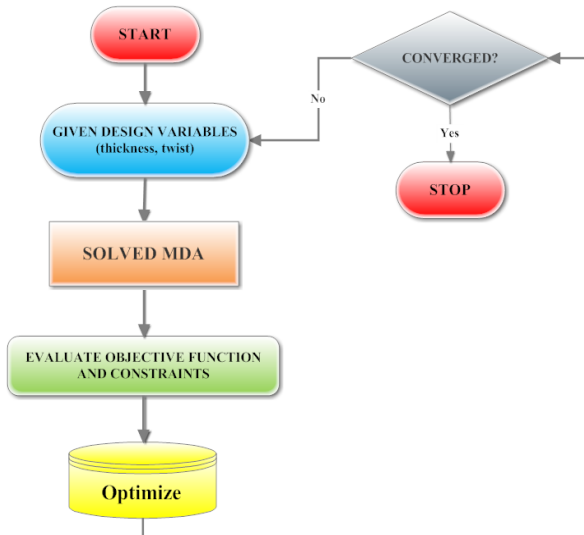 START
CONVERGED?
No
GIVEN DESIGN VARIABLES
(thickness, twist)
Yes
STOP
SOLVED MDA
EVALUATE OBJECTIVE FUNCTION
AND CONSTRAINTS
Optimize